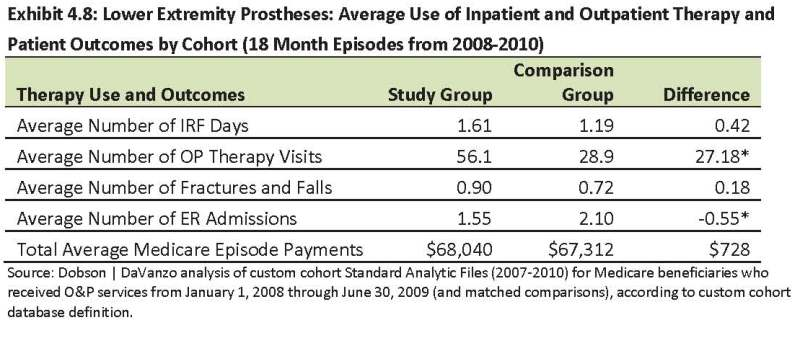 Exhibit 4.8: Lower Extremity Prostheses: Average Use of Inpatient and Outpatient Therapy and
Patient Outcomes by Cohort (18 Month Episodes from 2008-2010)
Therapy Use and Outcomes Study Group Comparison Group Difference
Average Number of IRF Days 1.61 1.19 0.42
Average Number of OP Therapy Visits 56.1 28.9 27.18*
Average Number of Fractures and Falls 0.90 0.72 0.18
Average Number of ER Admissions 1.55 2.10 -0.55*
Total Average Medicare Episode Payments $68,040 $67,312 $728
Source: Dobson | DaVanzo analysis of custom cohort Standard Analytic Files (2007-2010) for Medicare beneficiaries who
received O&P services from January 1, 2008 through June 30, 2009 (and matched comparisons), according to custom cohort
database definition.